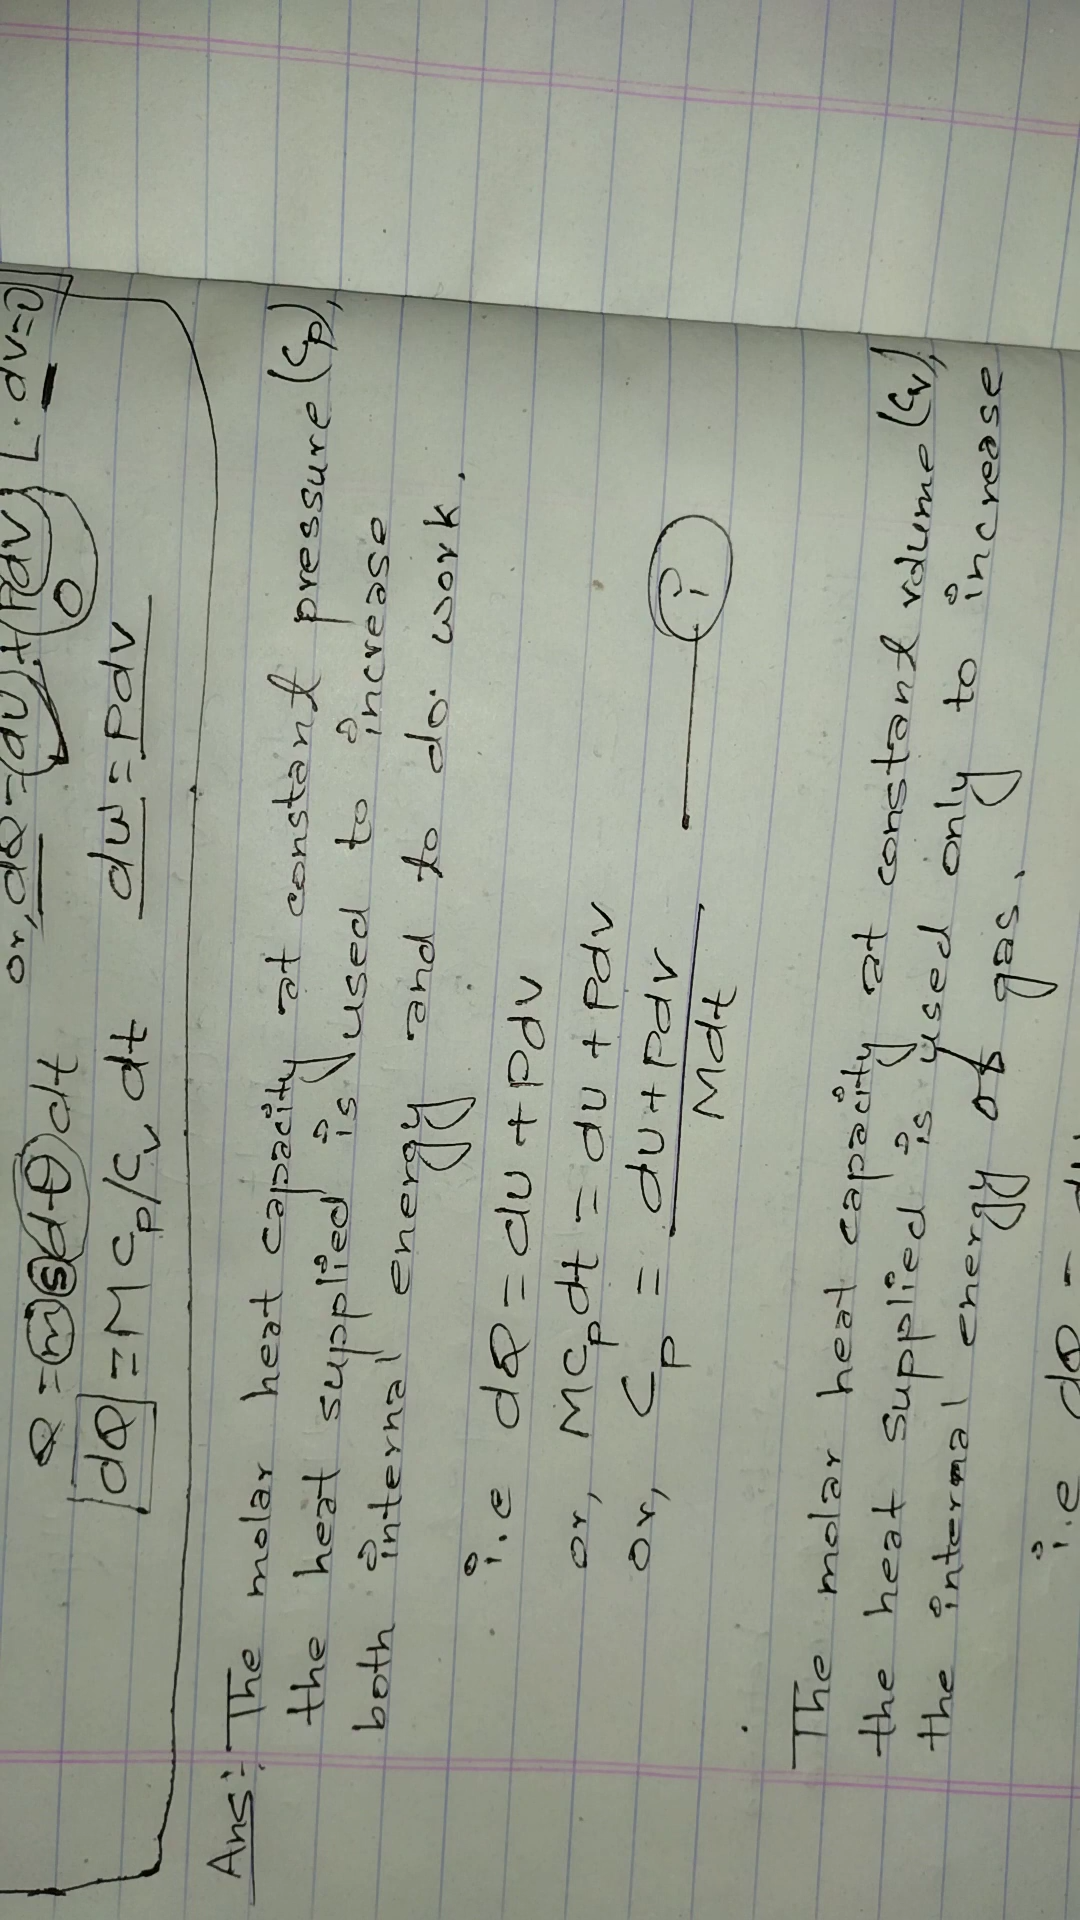 or, dQ = du + Pdv [∴ dv=0
0
Q = m s dθ dt
dQ = M Cp/Cv dt dw = Pdv
Ans:- The molar heat capacity at constant pressure (Cp),
the heat supplied is used to increase
both internal energy and to do work.
i.e dQ = du + Pdv
or, MCp dt = du + Pdv
or, Cp = du + Pdv / Mdt ——— (i)
The molar heat capacity at constant volume (Cv),
the heat supplied is used only to increase
the internal energy of gas.
i.e dQ =